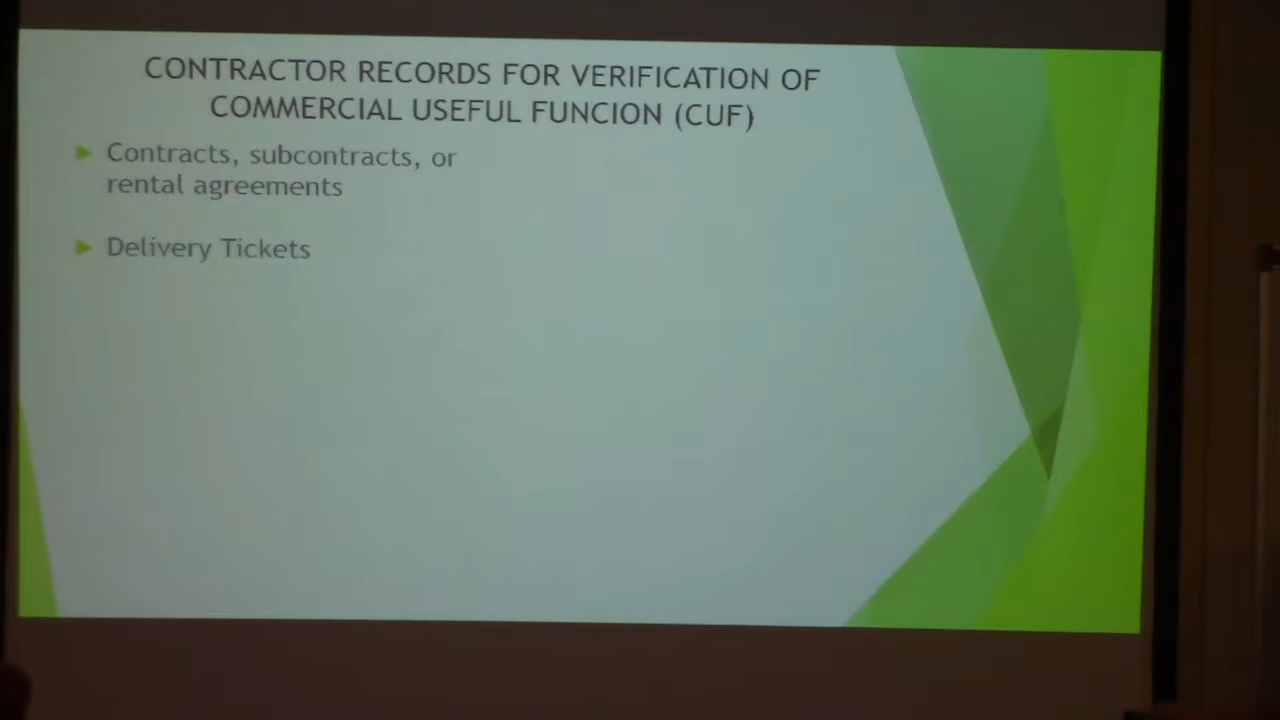 CONTRACTOR RECORDS FOR VERIFICATION OF
COMMERCIAL USEFUL FUNCION (CUF)
Contracts, subcontracts, or
rental agreements
Delivery Tickets